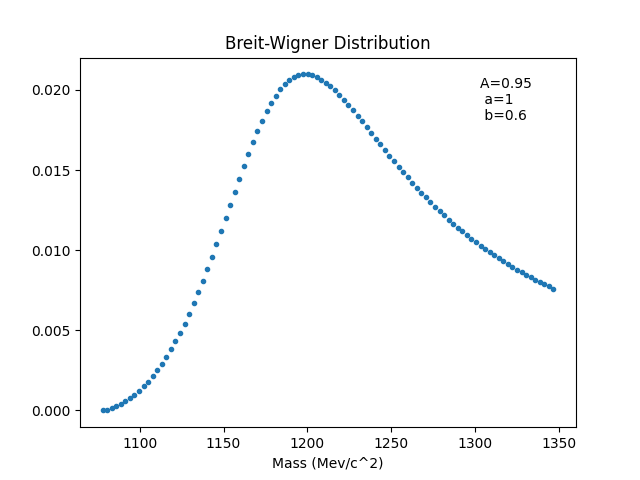 Breit-Wigner Distribution
A=0.95
a=1
b=0.6
0.020
0.015
0.010
0.005
0.000
1100 1150 1200 1250 1300 1350
Mass (Mev/c^2)